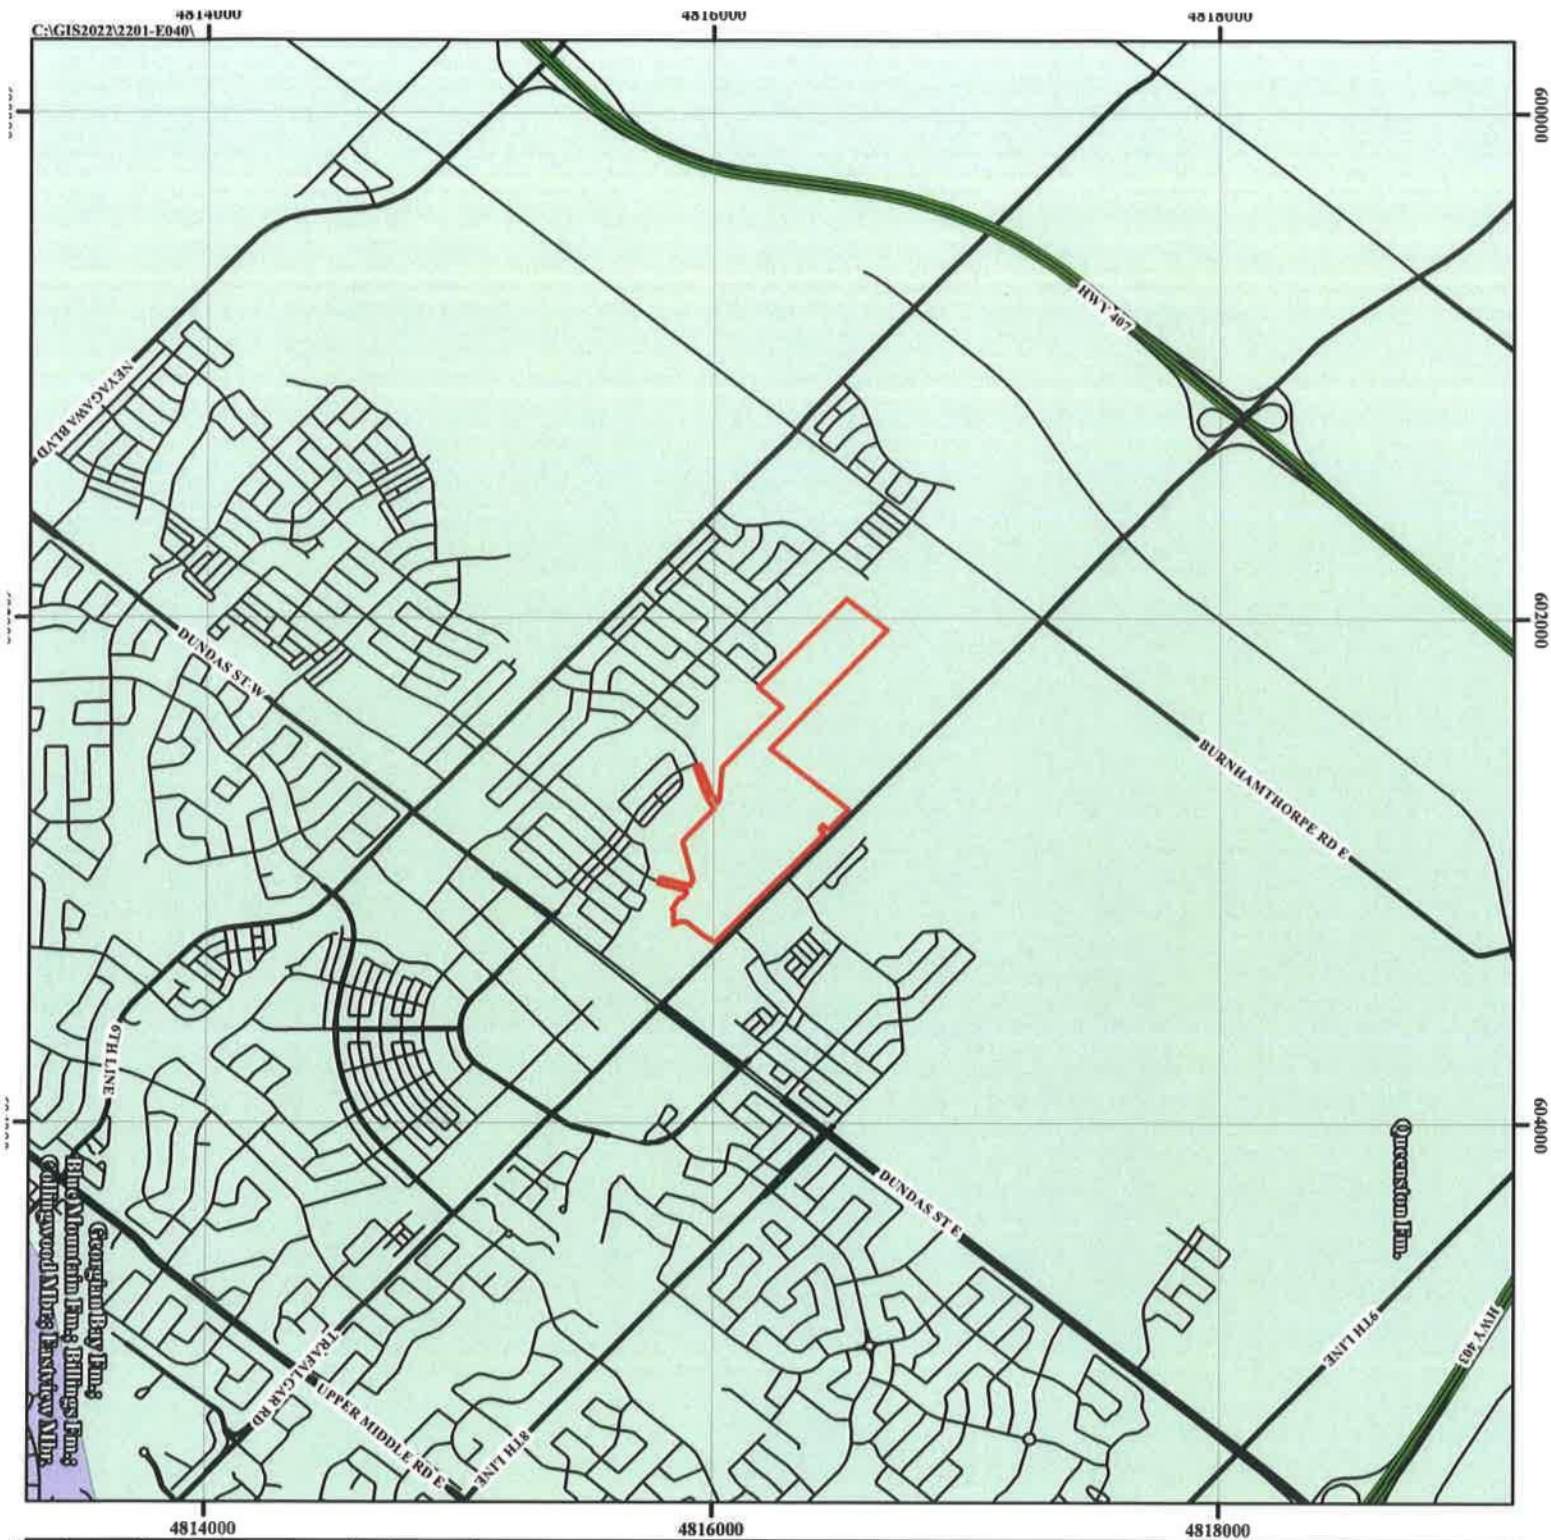 4814000
4816000
4818000
C:\GIS2022\2201-E040\
600000
HWY 407
NEYAGAWA BLVD
602000
DUNDAS ST W
BURNHAMTHORPE RD E
6TH LINE
604000
Queenston Fm.
DUNDAS ST E
Georgian Bay Fm.;
Blue Mountain Fm.; Billings Fm.;
Collingwood Mbr.; Eastview Mbr.
9TH LINE
HWY 403
TRAFALGAR RD
UPPER MIDDLE RD E
8TH LINE
4814000
4816000
4818000